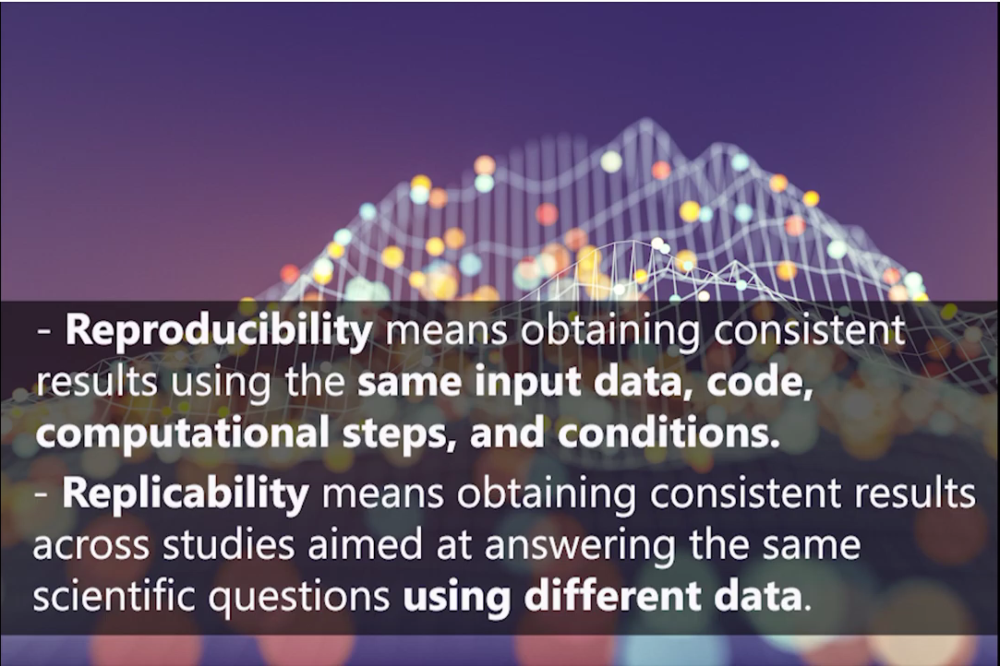 - Reproducibility means obtaining consistent
results using the same input data, code,
computational steps, and conditions.
- Replicability means obtaining consistent results
across studies aimed at answering the same
scientific questions using different data.